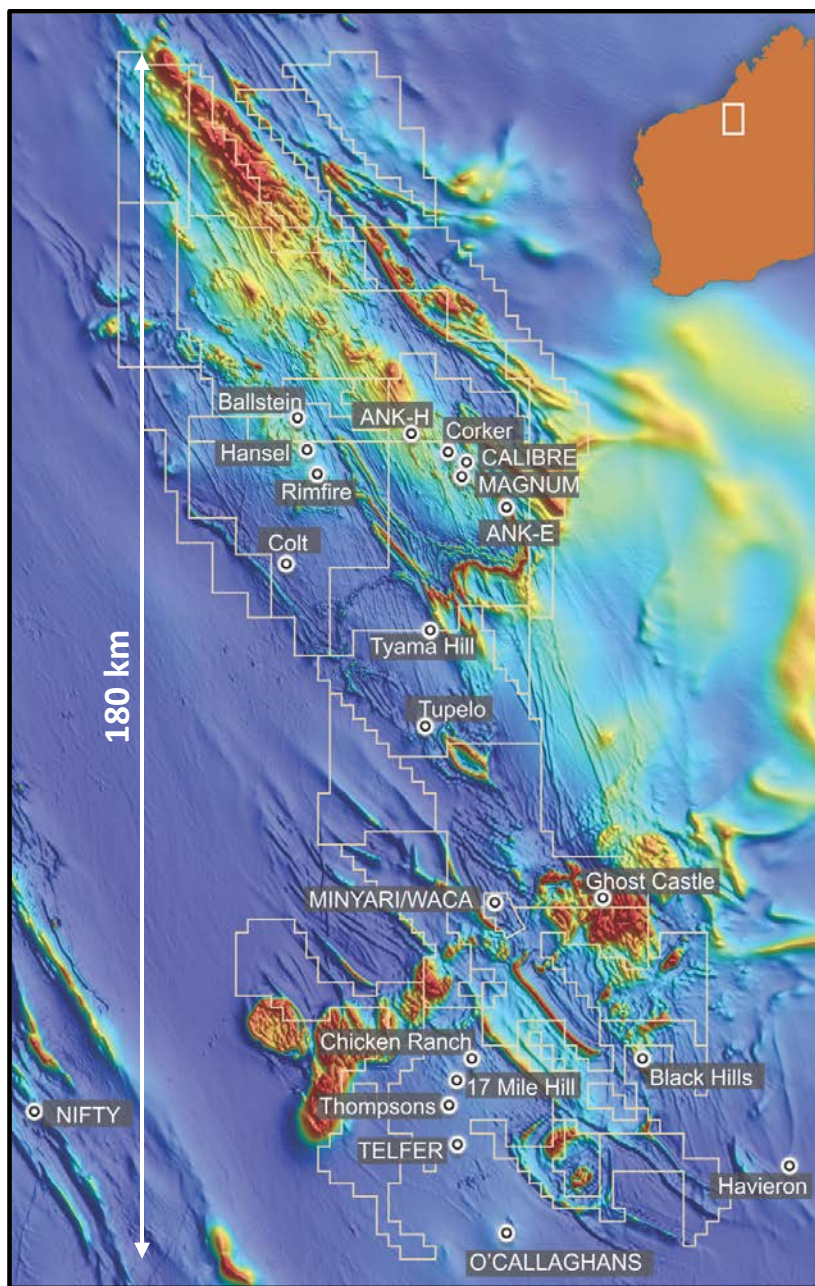 Ballstein
ANK-H
Corker
Hansel
CALIBRE
Rimfire
MAGNUM
ANK-E
Colt
Tyama Hill
180 km
Tupelo
Ghost Castle
MINYARI/WACA
Chicken Ranch
Black Hills
17 Mile Hill
Thompsons
NIFTY
TELFER
Havieron
O'CALLAGHANS